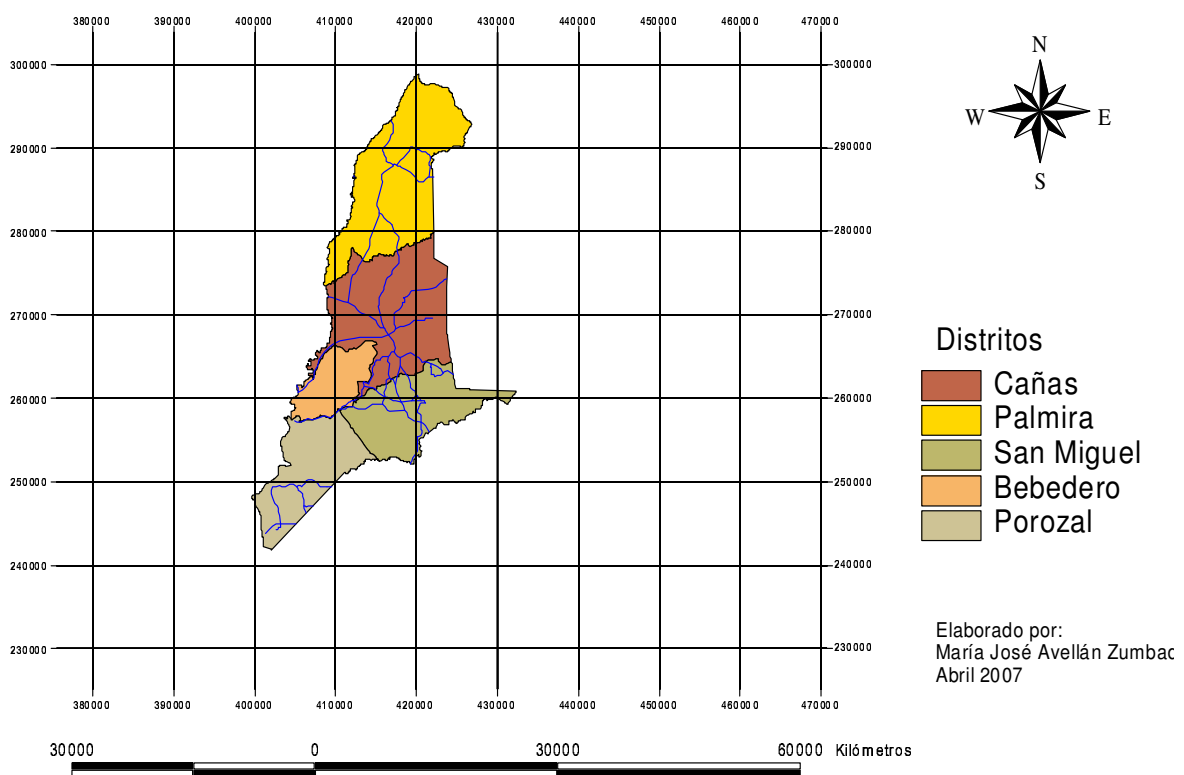 380000 390000 400000 410000 420000 430000 440000 450000 460000 470000
N
W E
S
300000 300000
290000 290000
280000 280000
270000 270000
260000 260000
250000 250000
240000 240000
230000 230000
380000 390000 400000 410000 420000 430000 440000 450000 460000 470000
Distritos
Cañas
Palmira
San Miguel
Bebedero
Porozal
Elaborado por:
María José Avellán Zumbac
Abril 2007
30000 0 30000 60000 Kilómetros